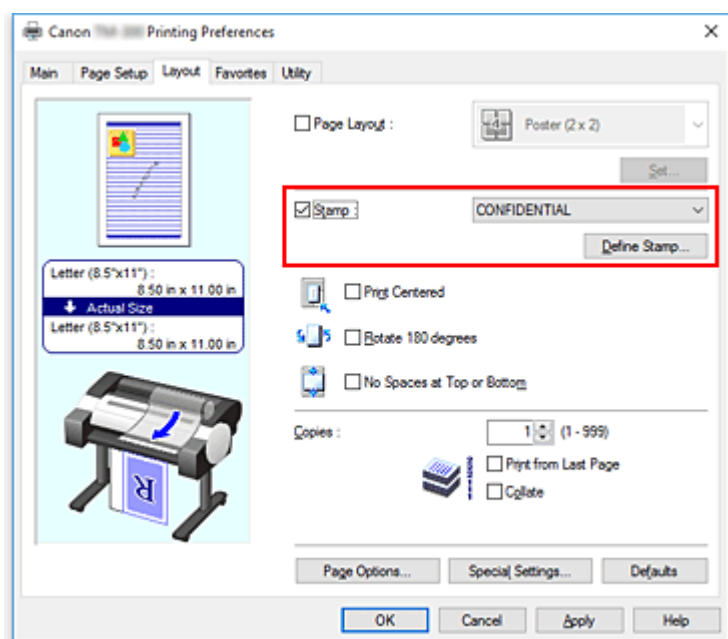 Canon Printing Preferences
Main Page Setup Layout Favorites Utility
Page Layout : Poster (2 x 2)
4
Set...
Stamp : CONFIDENTIAL
Define Stamp...
Letter (8.5"x11") :
8.50 in x 11.00 in
Actual Size
Letter (8.5"x11") :
8.50 in x 11.00 in
Print Centered
Rotate 180 degrees
No Spaces at Top or Bottom
Copies : 1 (1 - 999)
Print from Last Page
Collate
R
Page Options... Special Settings... Defaults
OK Cancel Apply Help